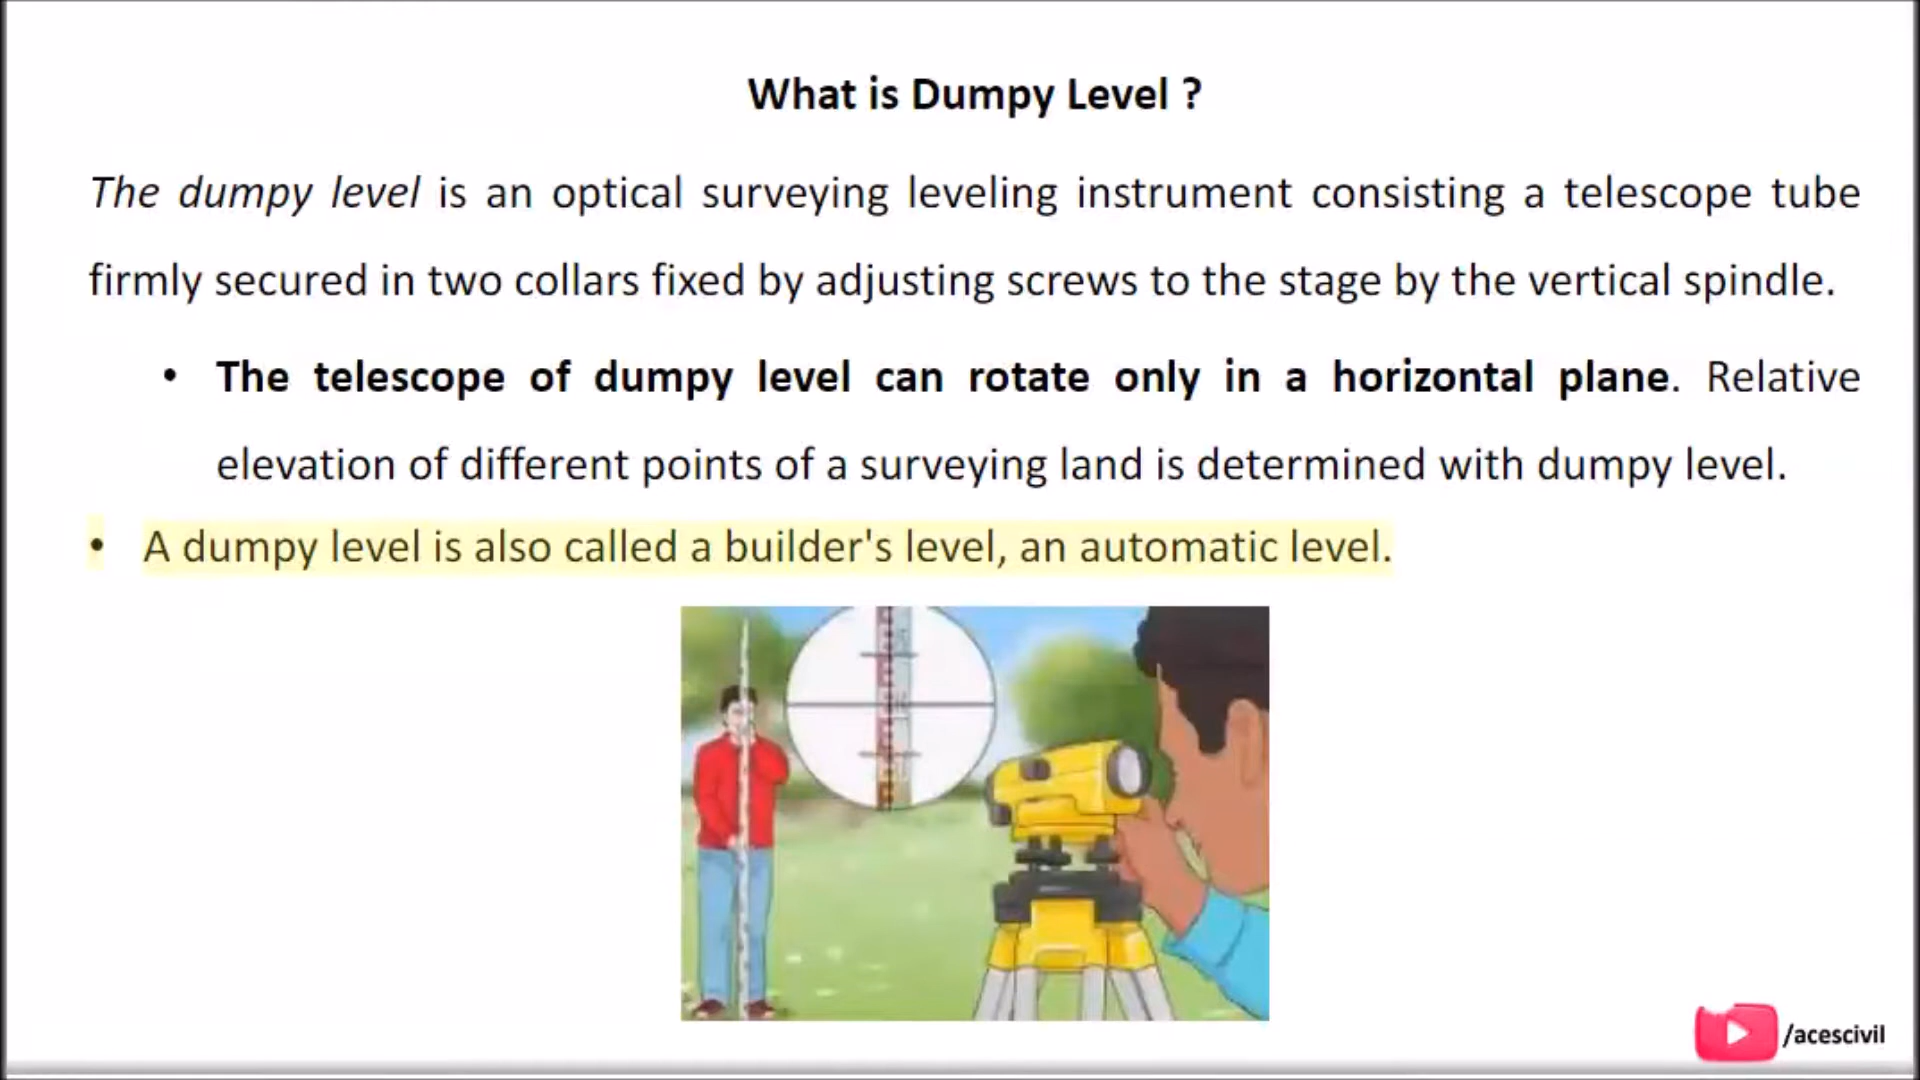 What is Dumpy Level ?
The dumpy level is an optical surveying leveling instrument consisting a telescope tube
firmly secured in two collars fixed by adjusting screws to the stage by the vertical spindle.
• The telescope of dumpy level can rotate only in a horizontal plane. Relative
elevation of different points of a surveying land is determined with dumpy level.
• A dumpy level is also called a builder's level, an automatic level.
/acescivil